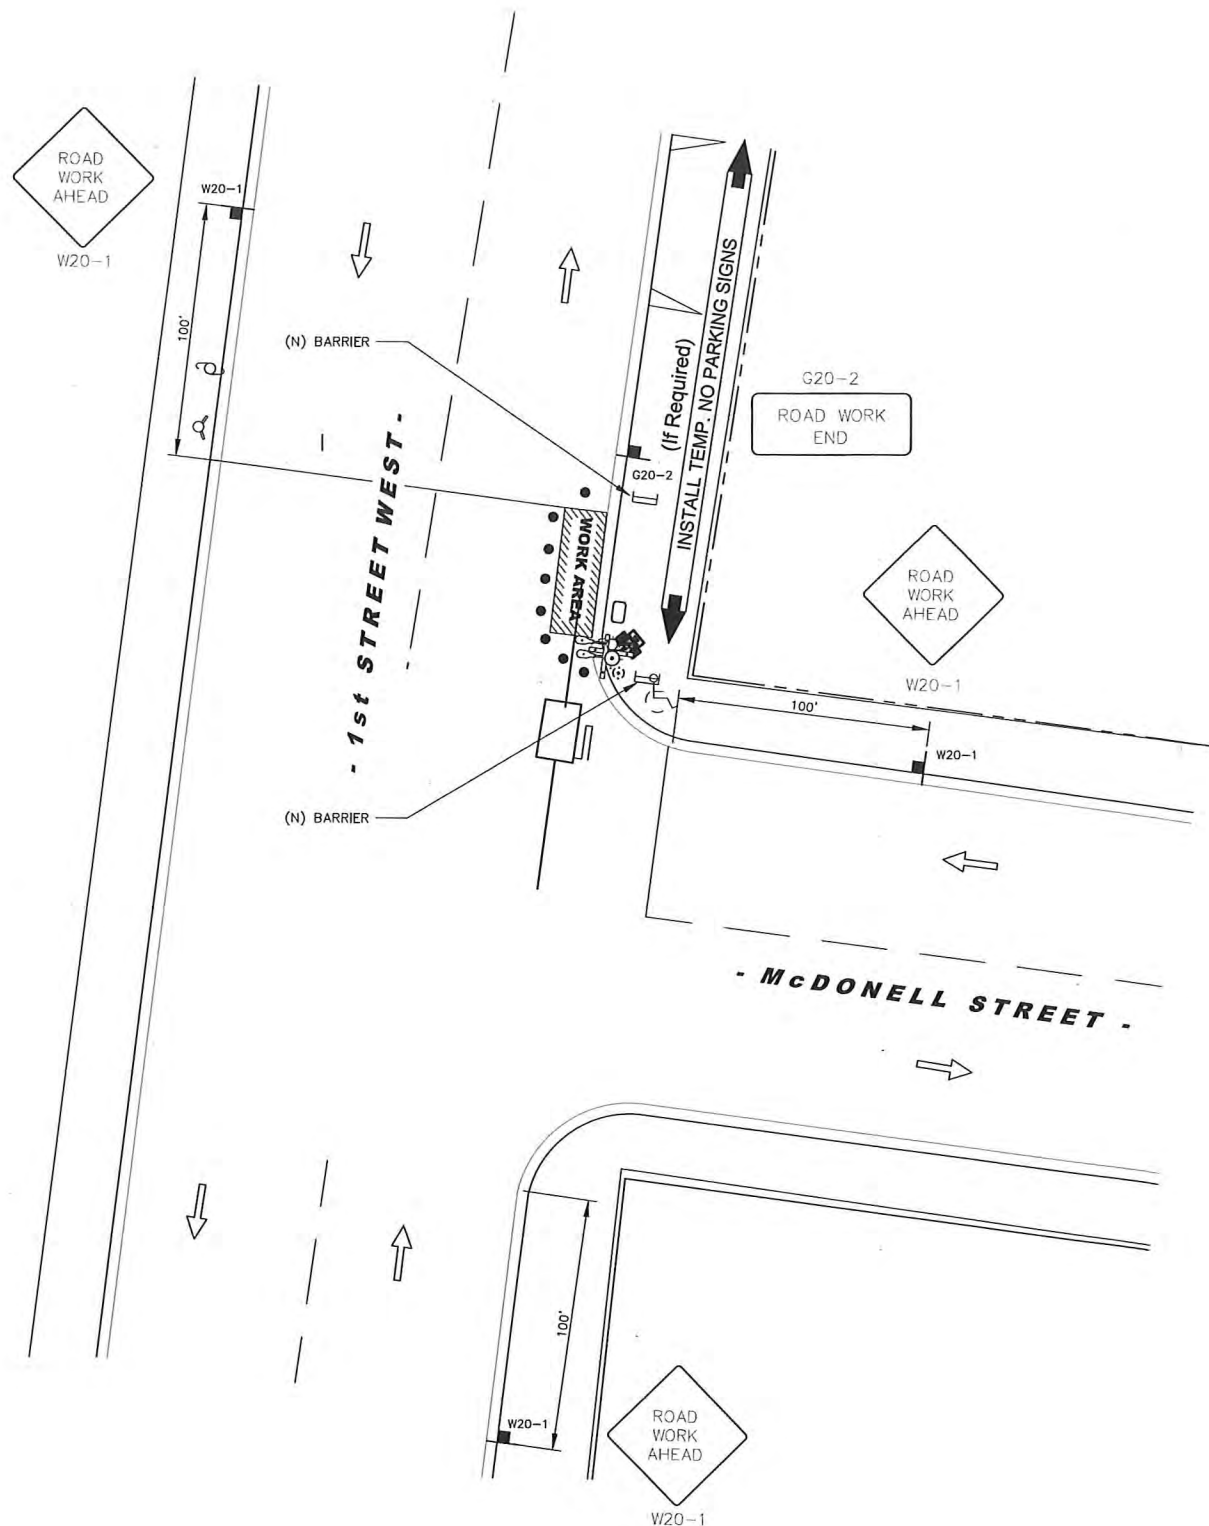 ROAD
WORK
AHEAD
W20-1
W20-1
100'
(N) BARRIER
- 1st STREET WEST -
WORK AREA
G20-2
(If Required)
INSTALL TEMP. NO PARKING SIGNS
G20-2
ROAD WORK
END
ROAD
WORK
AHEAD
W20-1
100'
W20-1
(N) BARRIER
- McDONELL STREET -
100'
W20-1
ROAD
WORK
AHEAD
W20-1